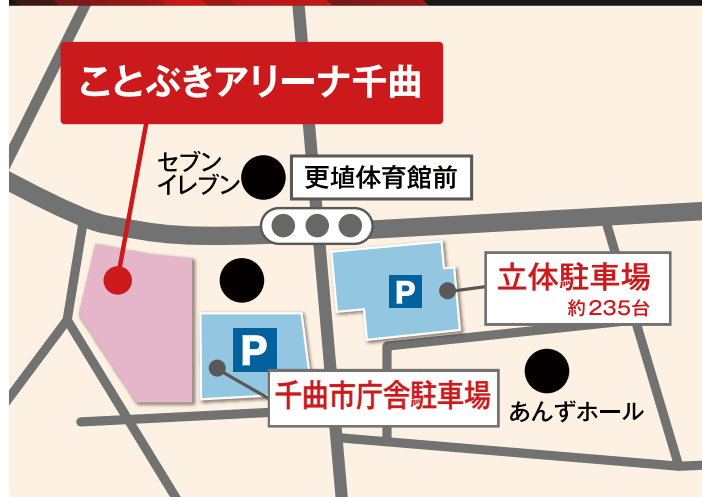 ことぶきアリーナ千曲
セブン
イレブン
更埴体育館前
P
立体駐車場
約235台
P
千曲市庁舎駐車場
あんずホール